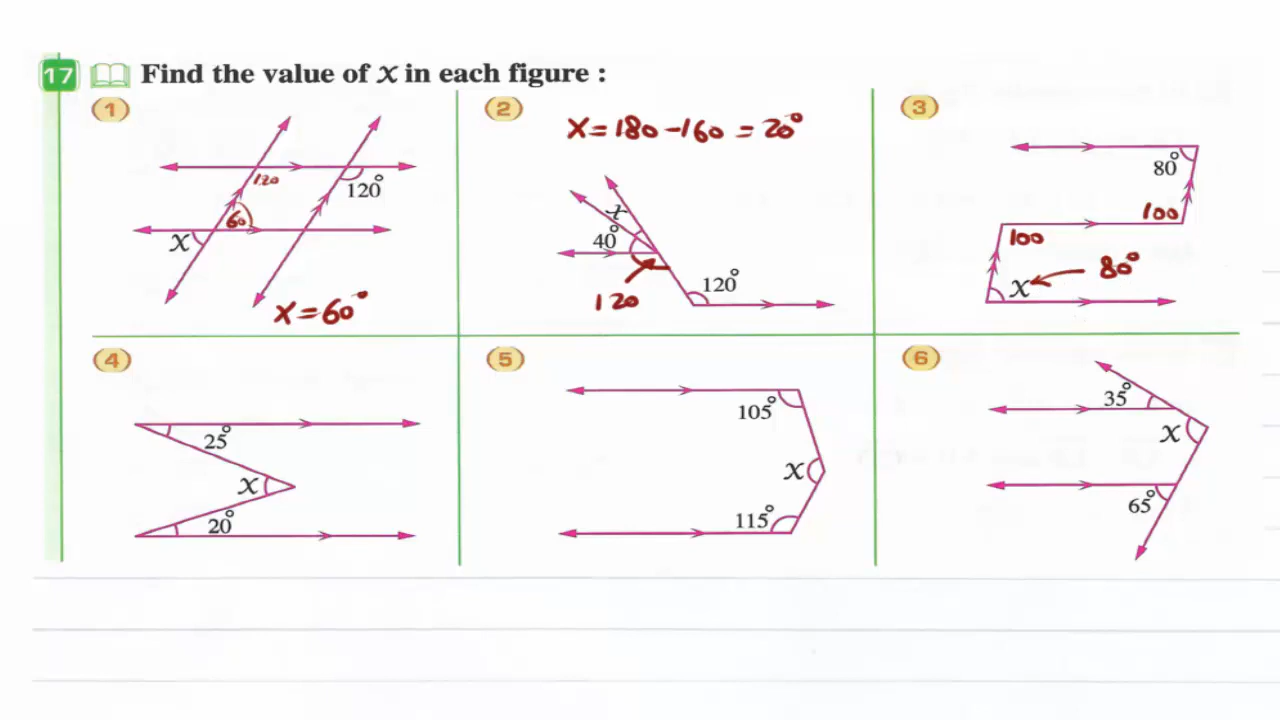 17 Find the value of x in each figure :
1
120
120°
60
x
x = 60°
2
x = 180 - 160 = 20°
x
40°
120
120°
3
80°
100
100
x
80°
4
25°
x
20°
5
105°
x
115°
6
35°
x
65°